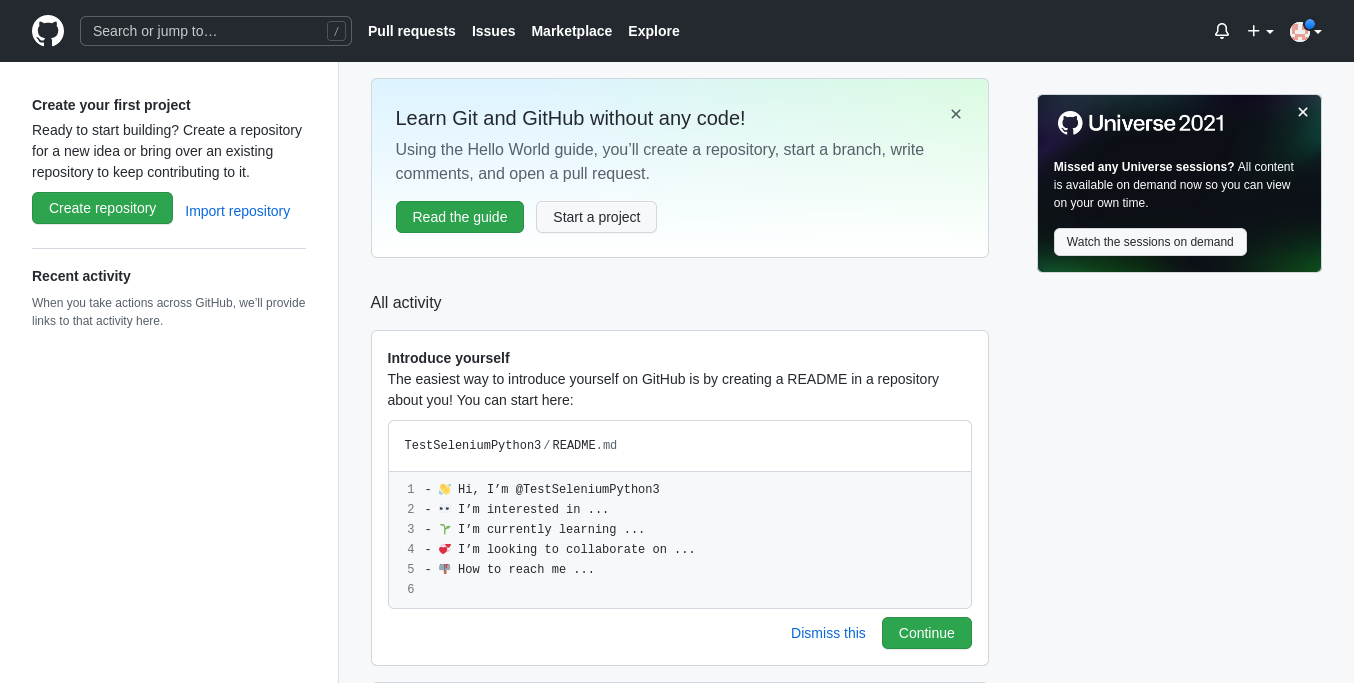 Search or jump to…
/
Pull requests
Issues
Marketplace
Explore
Create your first project
Ready to start building? Create a repository
for a new idea or bring over an existing
repository to keep contributing to it.
Create repository
Import repository
Recent activity
When you take actions across GitHub, we’ll provide
links to that activity here.
Learn Git and GitHub without any code!
Using the Hello World guide, you’ll create a repository, start a branch, write
comments, and open a pull request.
Read the guide
Start a project
All activity
Introduce yourself
The easiest way to introduce yourself on GitHub is by creating a README in a repository
about you! You can start here:
TestSeleniumPython3/README.md
1 - 👋 Hi, I’m @TestSeleniumPython3
2 - 👀 I’m interested in ...
3 - 🌱 I’m currently learning ...
4 - 💞️ I’m looking to collaborate on ...
5 - 📫 How to reach me ...
6
Dismiss this
Continue
Universe 2021
Missed any Universe sessions? All content
is available on demand now so you can view
on your own time.
Watch the sessions on demand